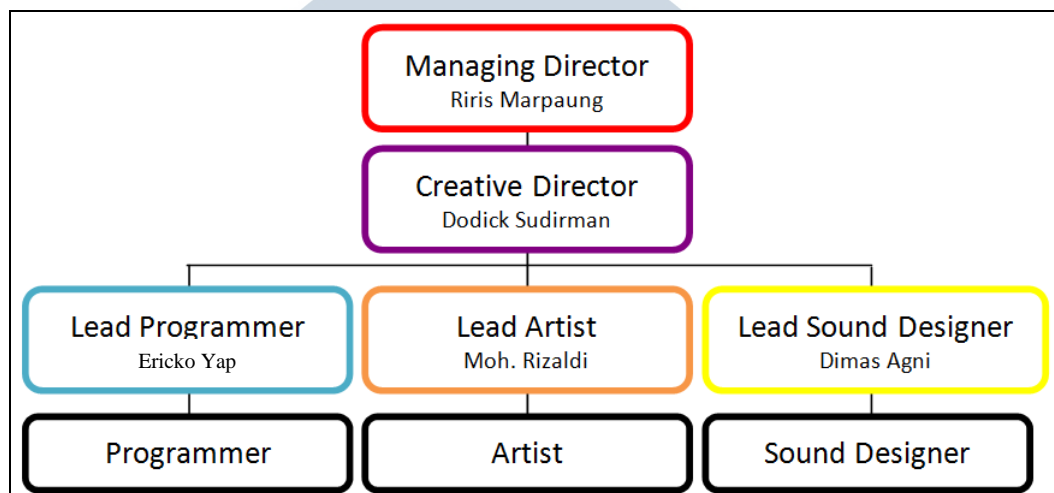 Managing Director
Riris Marpaung
Creative Director
Dodick Sudirman
Lead Programmer
Ericko Yap
Lead Artist
Moh. Rizaldi
Lead Sound Designer
Dimas Agni
Programmer
Artist
Sound Designer